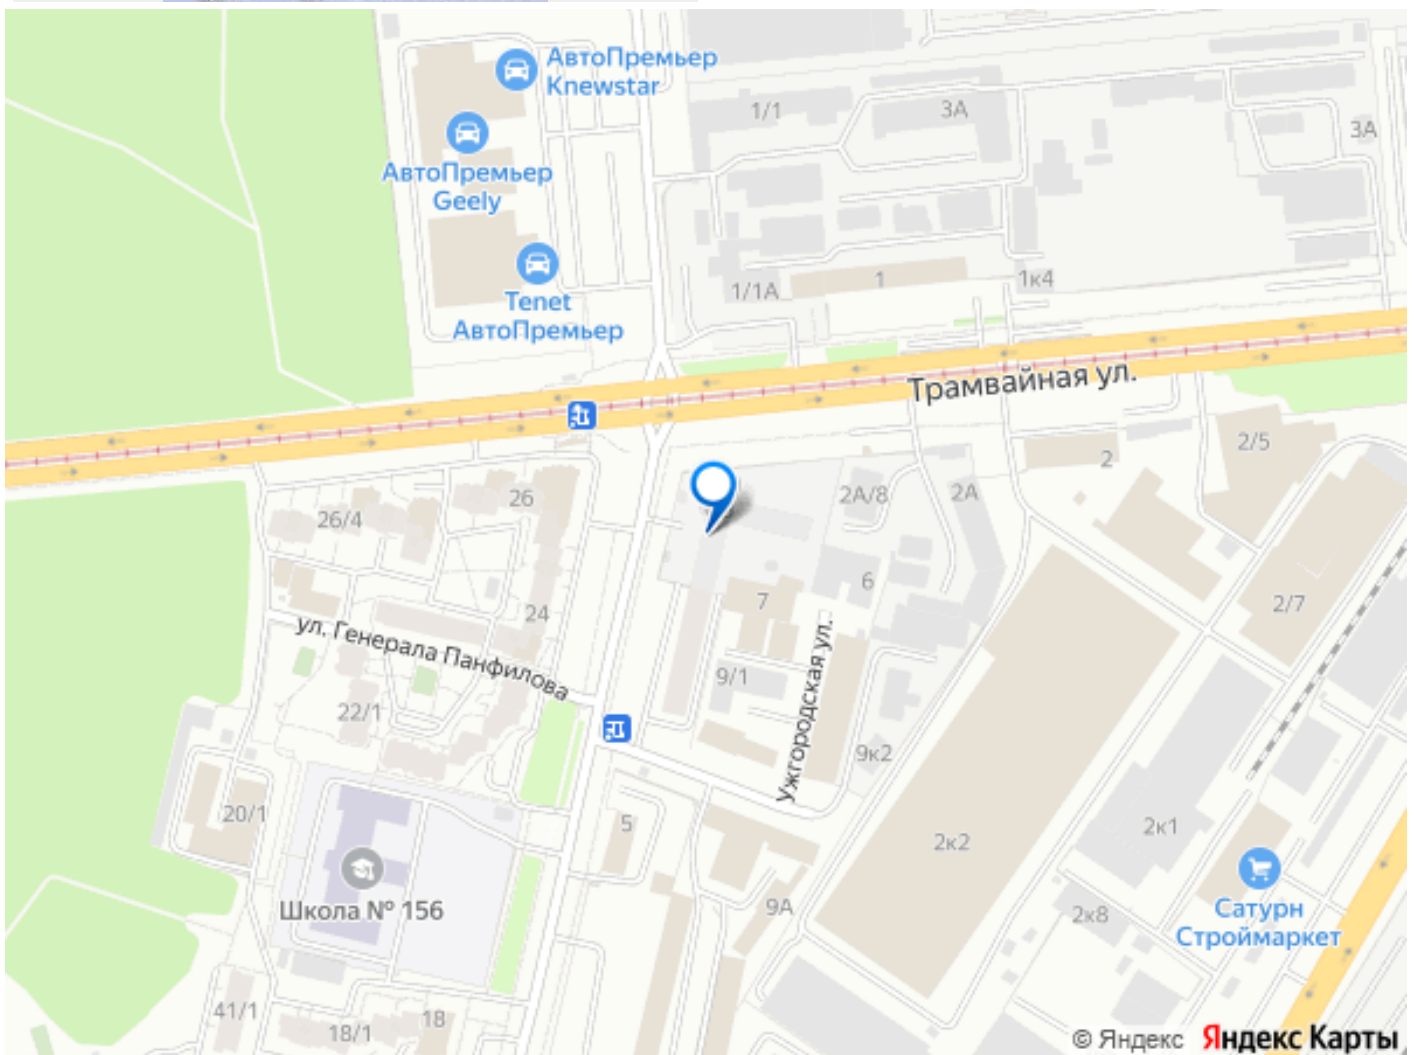 АвтоПремьер
Knewstar
АвтоПремьер
Geely
Tenet
АвтоПремьер
1/1
3А
3А
1/1А
1
1к4
Трамвайная ул.
2/5
2
26
26/4
2А/8
2А
6
7
24
2/7
ул. Генерала Панфилова
9/1
22/1
Ужгородская ул.
9к2
20/1
5
2к2
2к1
Школа № 156
9А
2к8
Сатурн
Строймаркет
41/1
18/1
18
© Яндекс Яндекс Карты